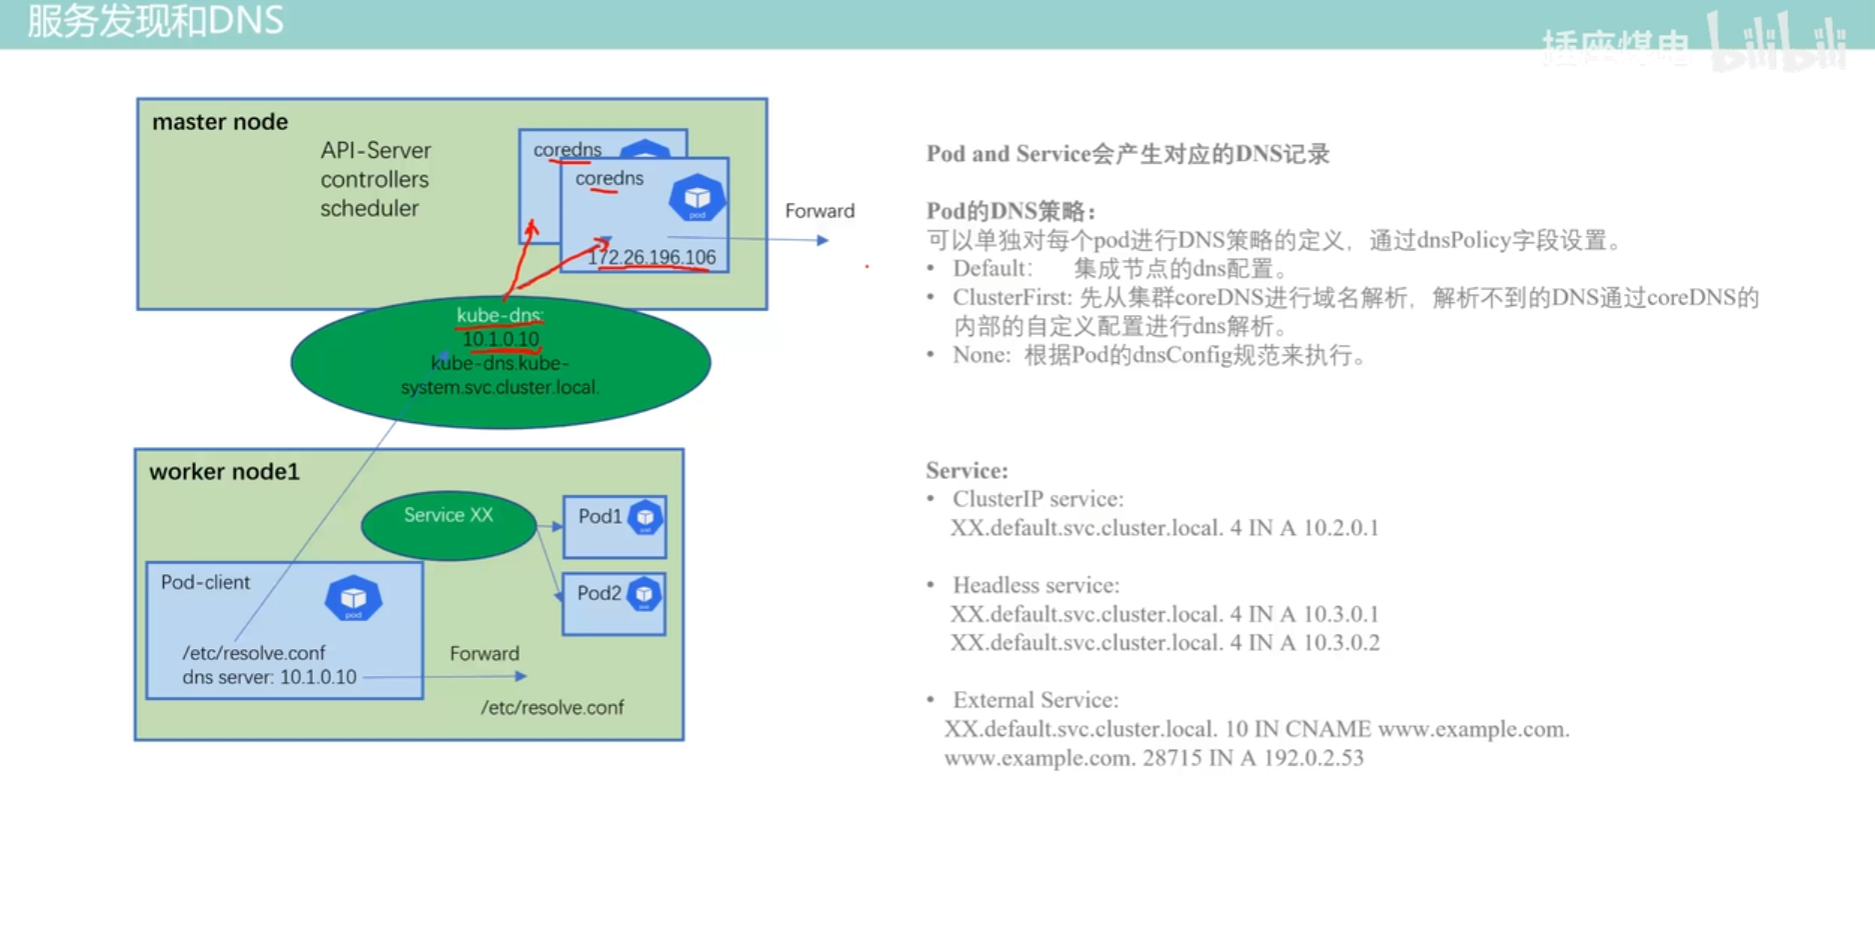 服务发现和DNS
插座煤电 bilibili
master node
API-Server
controllers
scheduler
coredns
coredns
pod
172.26.196.106
Forward
kube-dns:
10.1.0.10
kube-dns.kube-
system.svc.cluster.local.
worker node1
Service XX
Pod1
pod
Pod2
pod
Pod-client
pod
/etc/resolve.conf
dns server: 10.1.0.10
Forward
/etc/resolve.conf
Pod and Service会产生对应的DNS记录
Pod的DNS策略：
可以单独对每个pod进行DNS策略的定义，通过dnsPolicy字段设置。
• Default： 集成节点的dns配置。
• ClusterFirst: 先从集群coreDNS进行域名解析，解析不到的DNS通过coreDNS的
内部的自定义配置进行dns解析。
• None: 根据Pod的dnsConfig规范来执行。
Service:
• ClusterIP service:
XX.default.svc.cluster.local. 4 IN A 10.2.0.1
• Headless service:
XX.default.svc.cluster.local. 4 IN A 10.3.0.1
XX.default.svc.cluster.local. 4 IN A 10.3.0.2
• External Service:
XX.default.svc.cluster.local. 10 IN CNAME www.example.com.
www.example.com. 28715 IN A 192.0.2.53